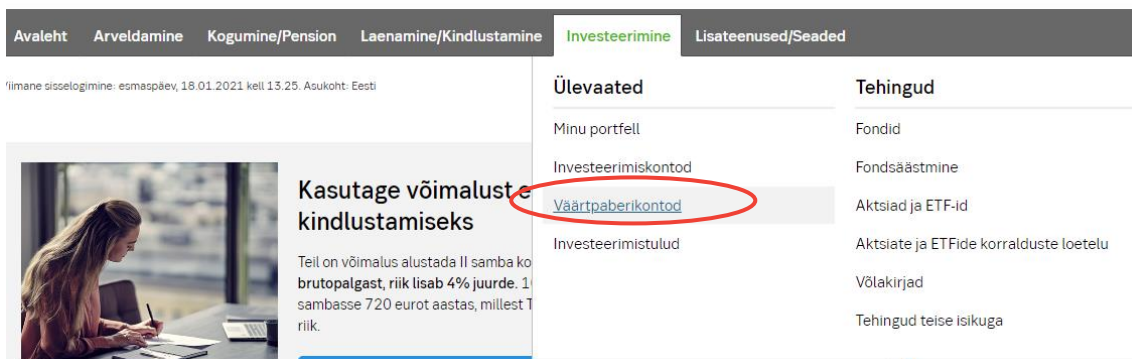 Avaleht Arveldamine Kogumine/Pension Laenamine/Kindlustamine Investeerimine Lisateenused/Seaded
sisselogimine: esmaspäev, 18.01.2021 kell 13.25. Asukoht: Eesti
Kasutage võimalust
kindlustamiseks
Teil on võimalus alustada II samba
brutopalgast, riik lisab 4% juurde.
sambasse 720 eurot aastas, millest
riik.
Ülevaated
Minu portfell
Investeerimiskontod
Väärtpaberikontod
Investeerimistulud
Tehingud
Fondid
Fondsäästmine
Aktsiad ja ETF-id
Aktsiate ja ETFide korralduste loetelu
Võlakirjad
Tehingud teise isikuga